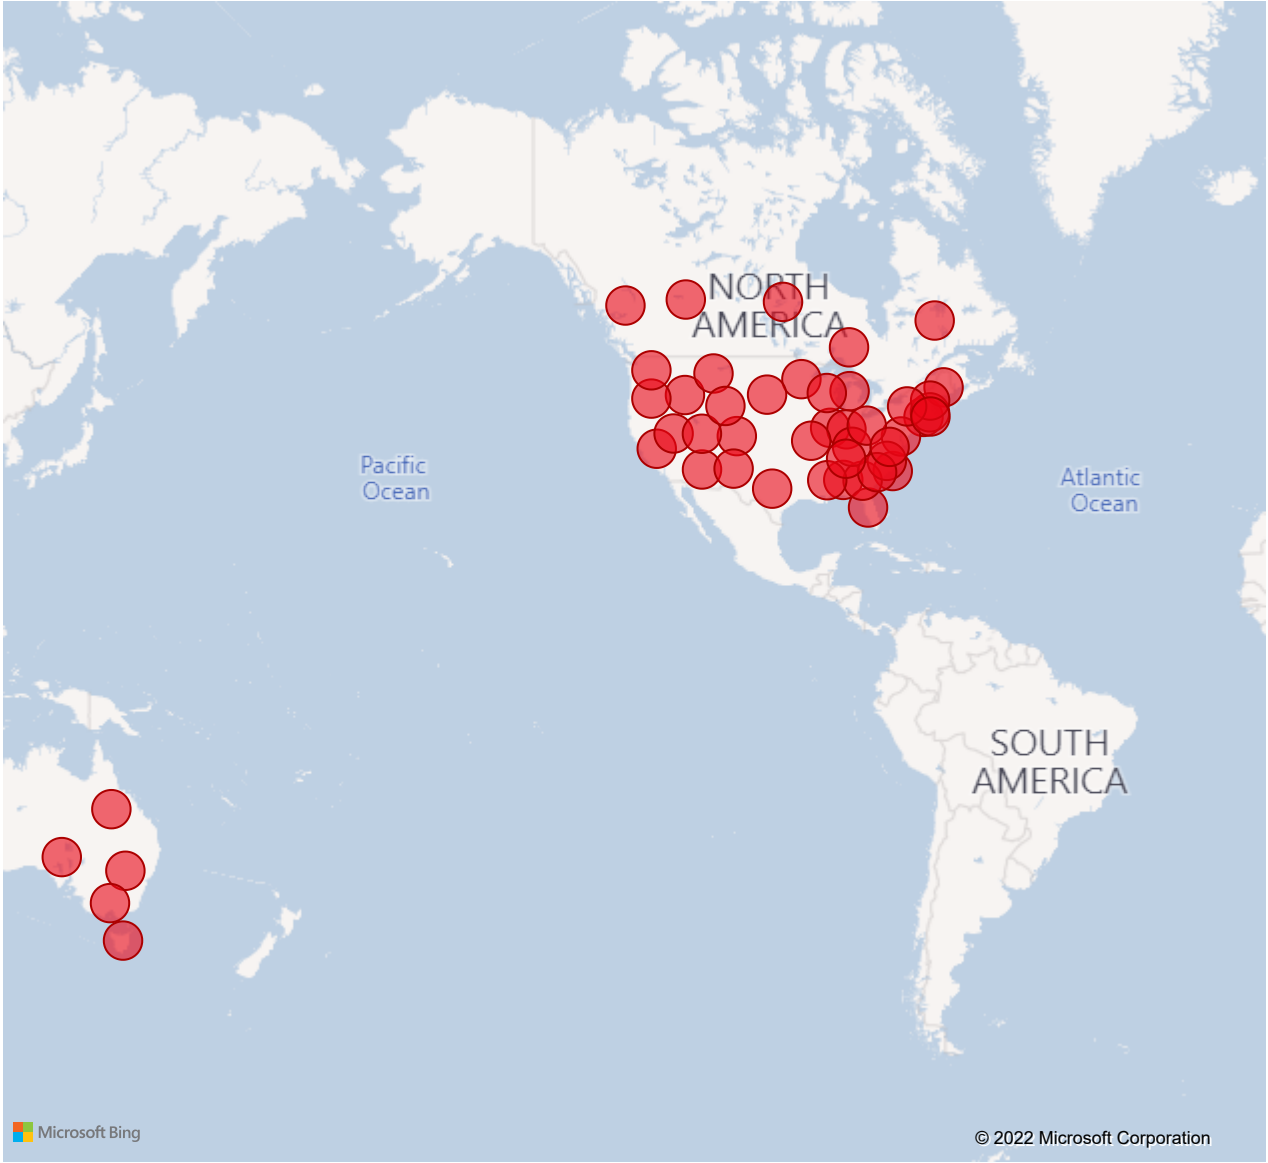 NORTH
AMERICA
Pacific
Ocean
Atlantic
Ocean
SOUTH
AMERICA
Microsoft Bing
© 2022 Microsoft Corporation